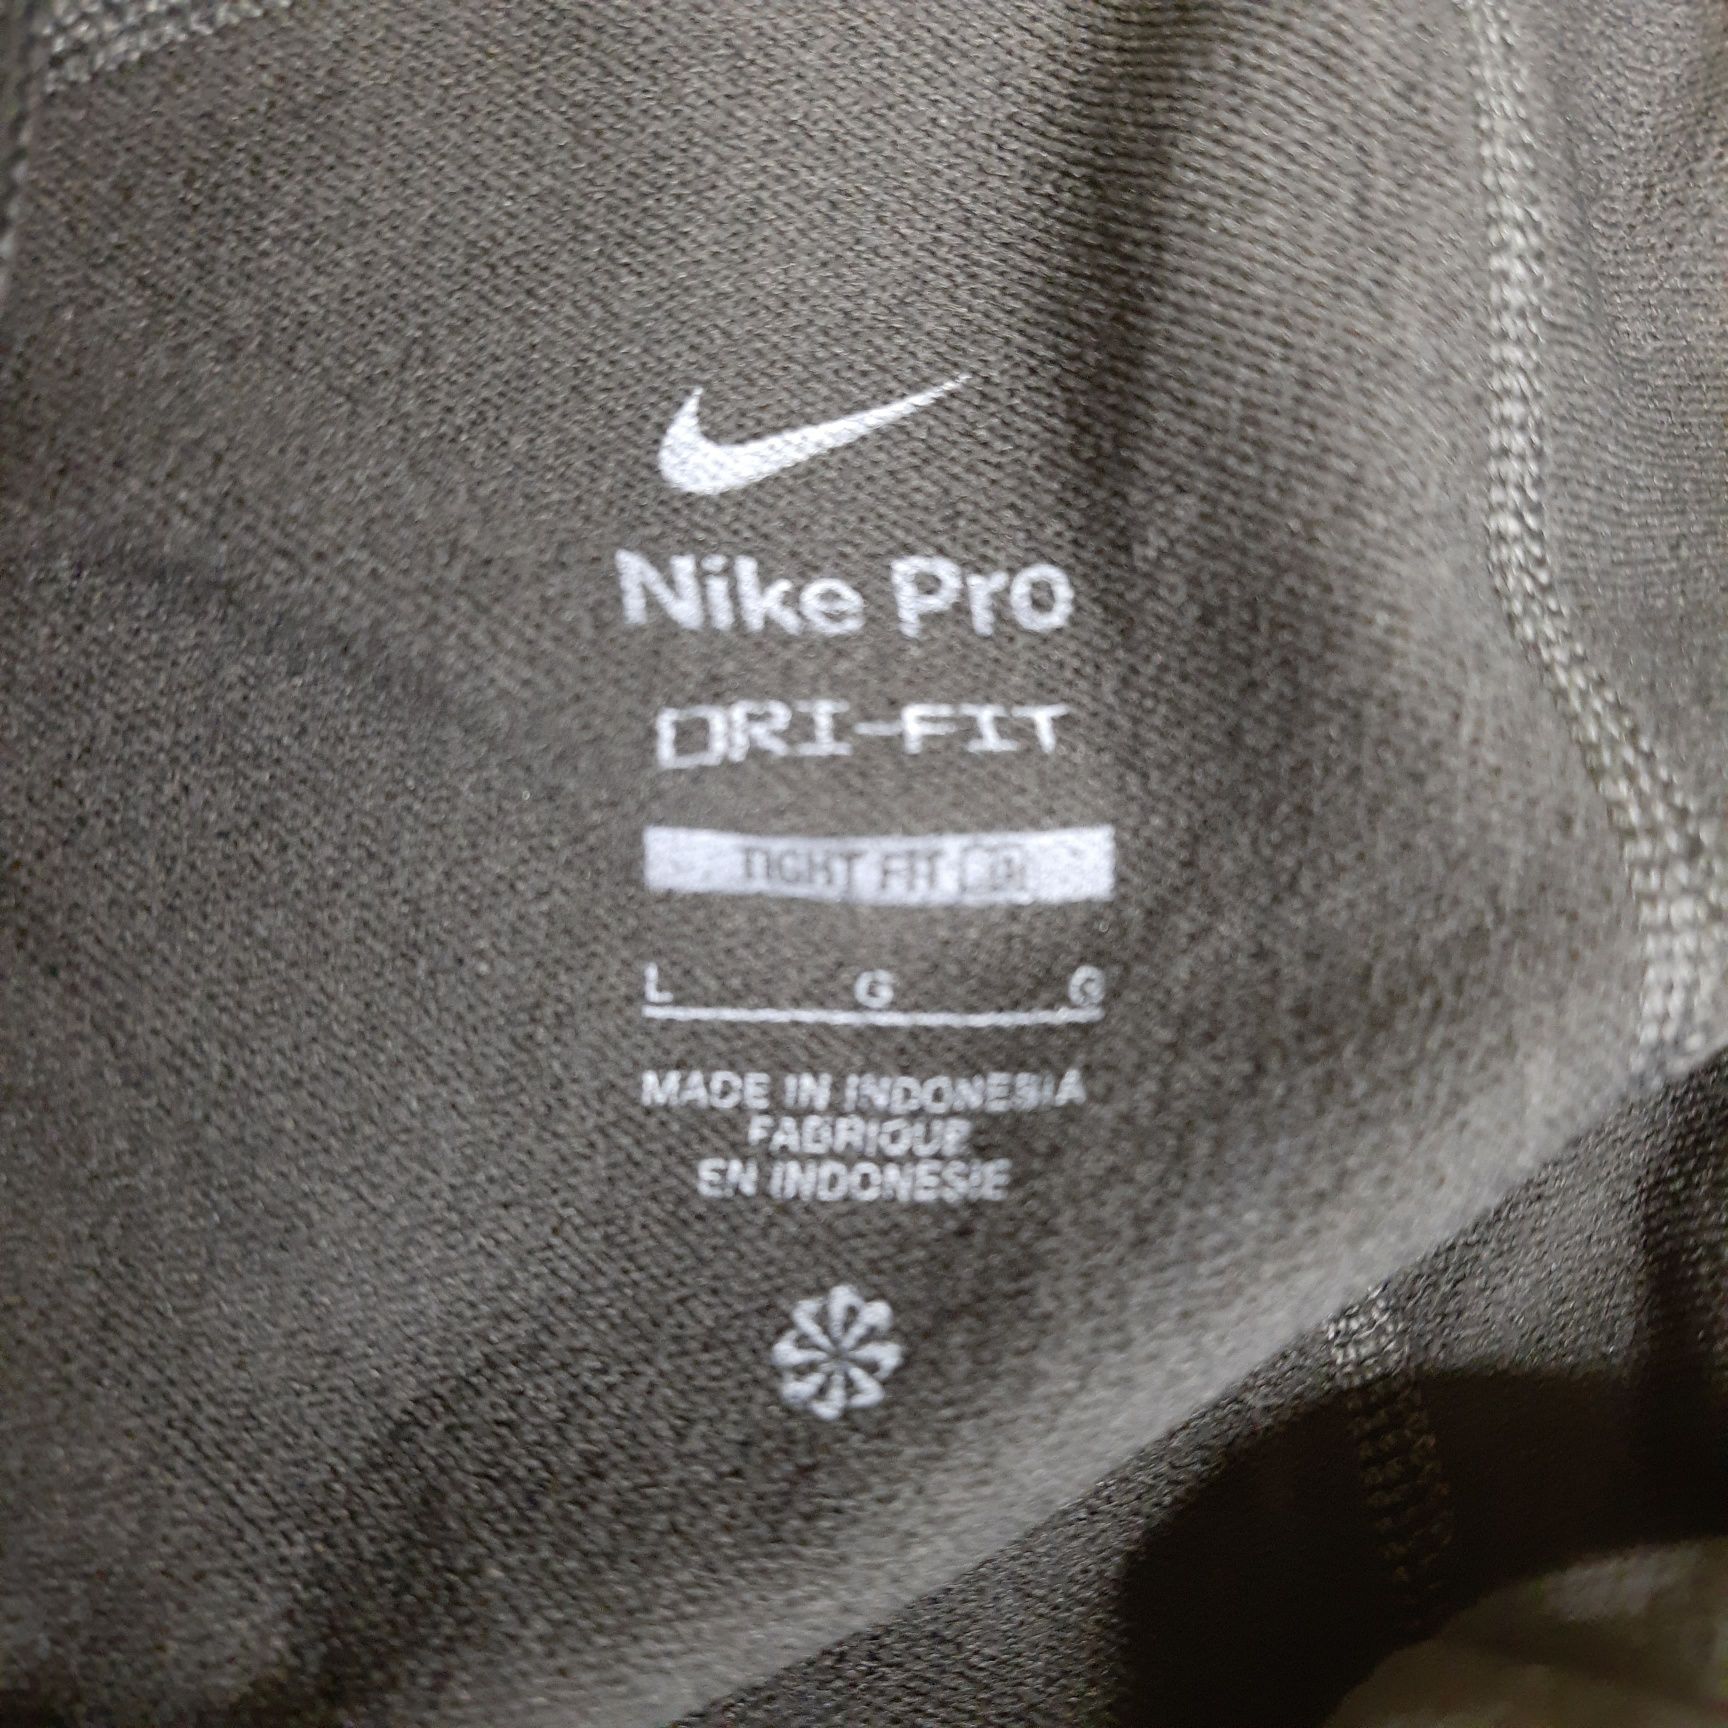 Nike Pro
DRI-FIT
TIGHT FIT
L G G
MADE IN INDONESIA
FABRIQUE
EN INDONESIE